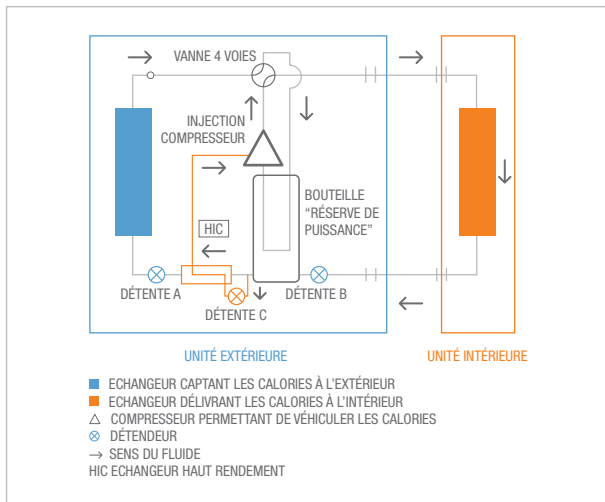 VANNE 4 VOIES
INJECTION
COMPRESSEUR
BOUTEILLE
“RÉSERVE DE
PUISSANCE”
HIC
DÉTENTE A
DÉTENTE B
DÉTENTE C
UNITÉ EXTÉRIEURE
UNITÉ INTÉRIEURE
ECHANGEUR CAPTANT LES CALORIES À L’EXTÉRIEUR
ECHANGEUR DÉLIVRANT LES CALORIES À L’INTÉRIEUR
COMPRESSEUR PERMETTANT DE VÉHICULER LES CALORIES
DÉTENDEUR
SENS DU FLUIDE
HIC ECHANGEUR HAUT RENDEMENT